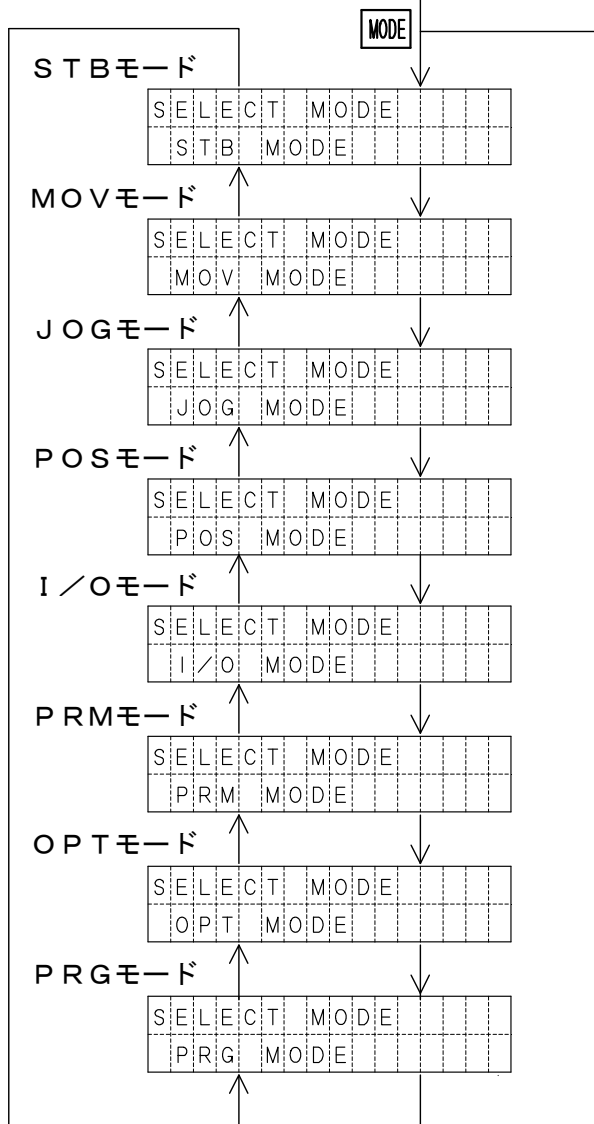 MODE
STBモード
SELECT MODE
STB MODE
MOVモード
SELECT MODE
MOV MODE
JOGモード
SELECT MODE
JOG MODE
POSモード
SELECT MODE
POS MODE
I/Oモード
SELECT MODE
I/O MODE
PRMモード
SELECT MODE
PRM MODE
OPTモード
SELECT MODE
OPT MODE
PRGモード
SELECT MODE
PRG MODE